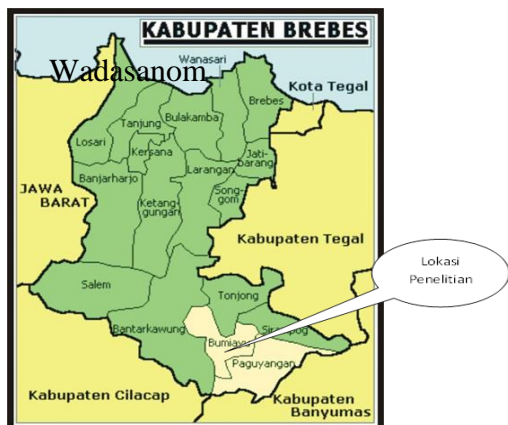 KABUPATEN BREBES
Wadasanom
Wanasari
Kota Tegal
Brebes
Bulakamba
Tanjung
Losari
Kersana
Jati-
barang
Larangan
Banjarharjo
JAWA
BARAT
Song-
gom
Ketang-
gungan
Kabupaten Tegal
Lokasi
Penelitian
Salem
Tonjong
Bantarkawung
Bumiayu
Paguyangan
Kabupaten Cilacap
Kabupaten
Banyumas